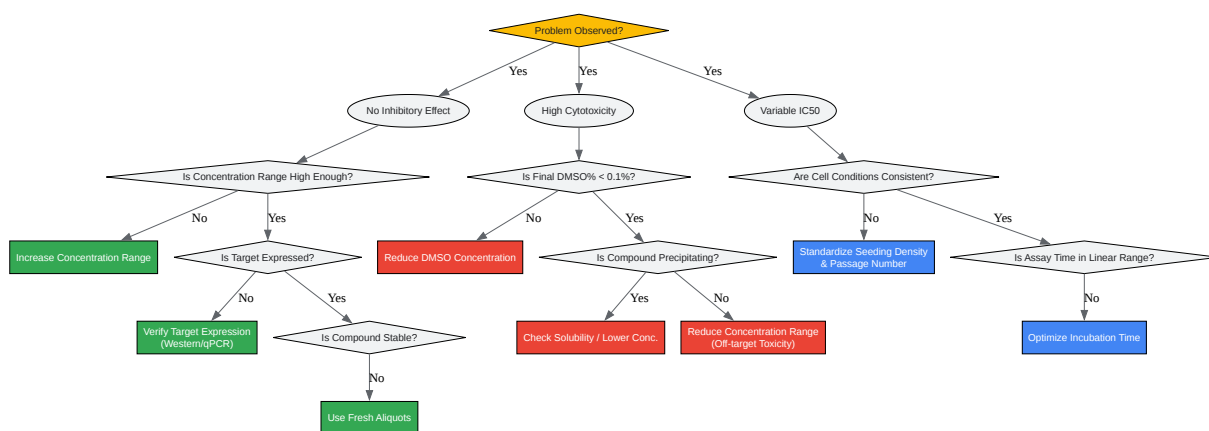 Problem Observed?
Yes
Yes
Yes
No Inhibitory Effect
High Cytotoxicity
Variable IC50
Is Concentration Range High Enough?
Is Final DMSO% < 0.1%?
Are Cell Conditions Consistent?
No
Yes
No
Yes
No
Yes
Increase Concentration Range
Is Target Expressed?
Reduce DMSO Concentration
Is Compound Precipitating?
Standardize Seeding Density
& Passage Number
Is Assay Time in Linear Range?
No
Yes
Yes
No
No
Verify Target Expression
(Western/qPCR)
Is Compound Stable?
Check Solubility / Lower Conc.
Reduce Concentration Range
(Off-target Toxicity)
Optimize Incubation Time
No
Use Fresh Aliquots